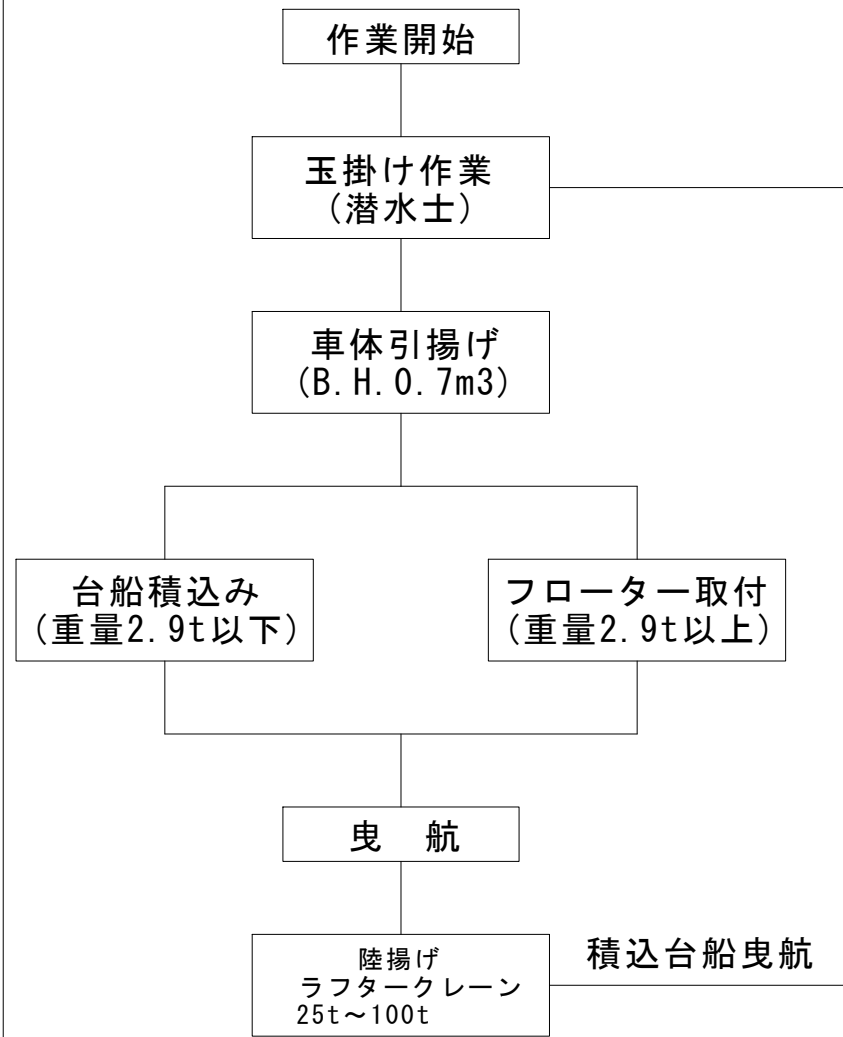 作業開始
玉掛け作業
(潜水士)
車体引揚げ
(B.H.0.7m3)
台船積込み
(重量2.9t以下)
フローター取付
(重量2.9t以上)
曳　航
陸揚げ
ラフタークレーン
25t～100t
積込台船曳航